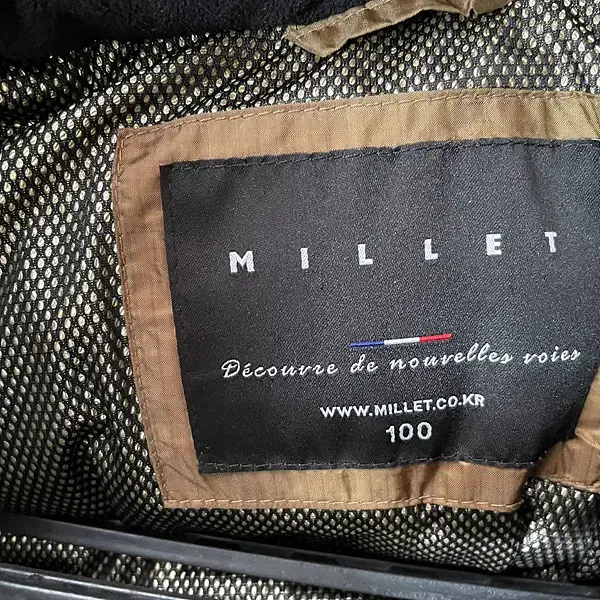 MILLET
Découvre de nouvelles voies
WWW.MILLET.CO.KR
100